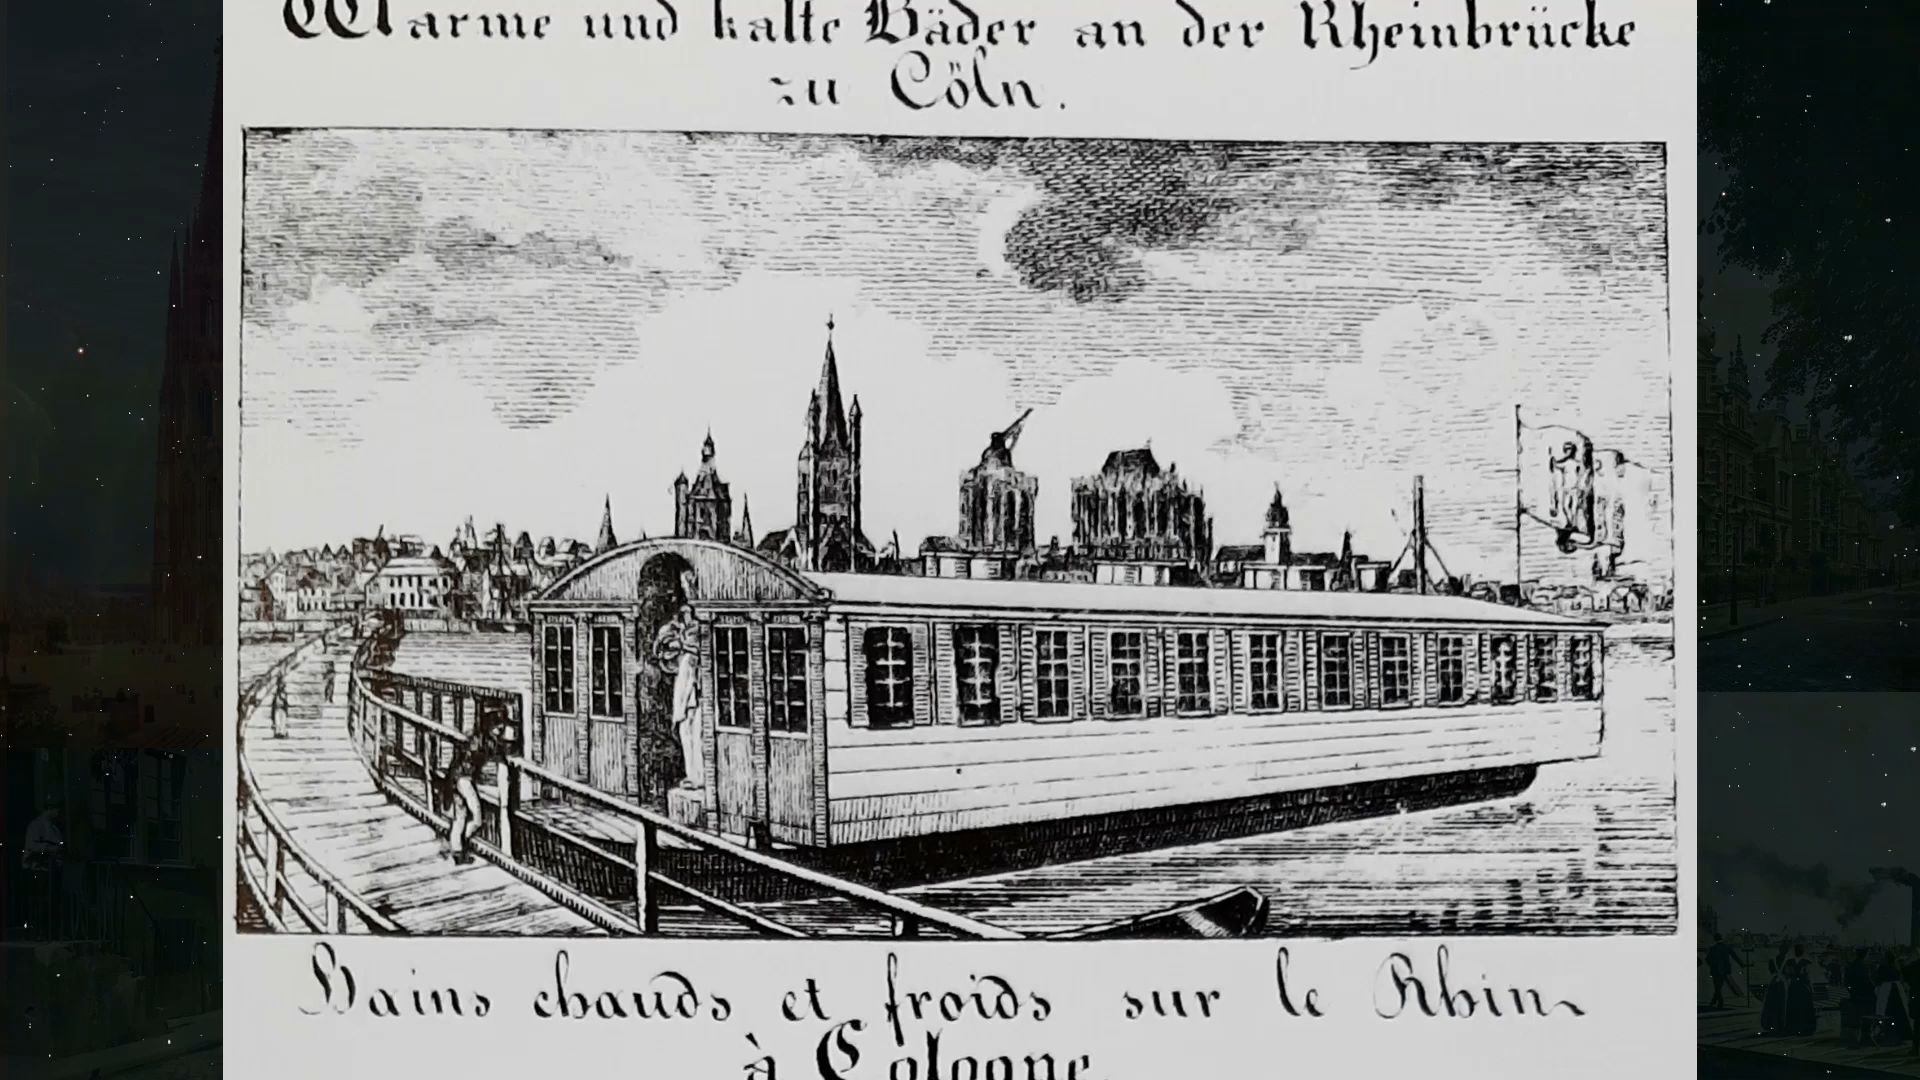 Warme und kalte Bäder an der Rheinbrücke
zu Cöln.
Bains chauds et froids sur le Rhin
à Cologne.